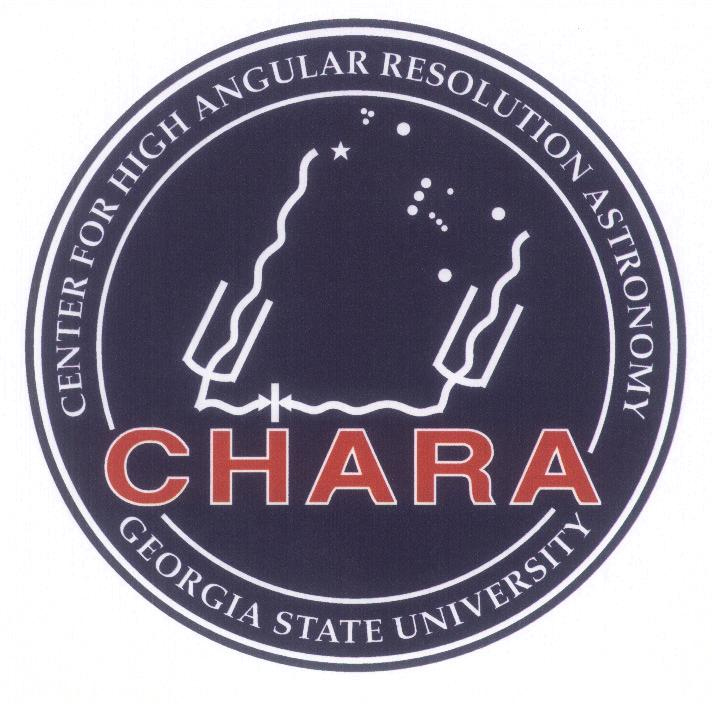 CENTER FOR HIGH ANGULAR RESOLUTION ASTRONOMY
CHARA
GEORGIA STATE UNIVERSITY